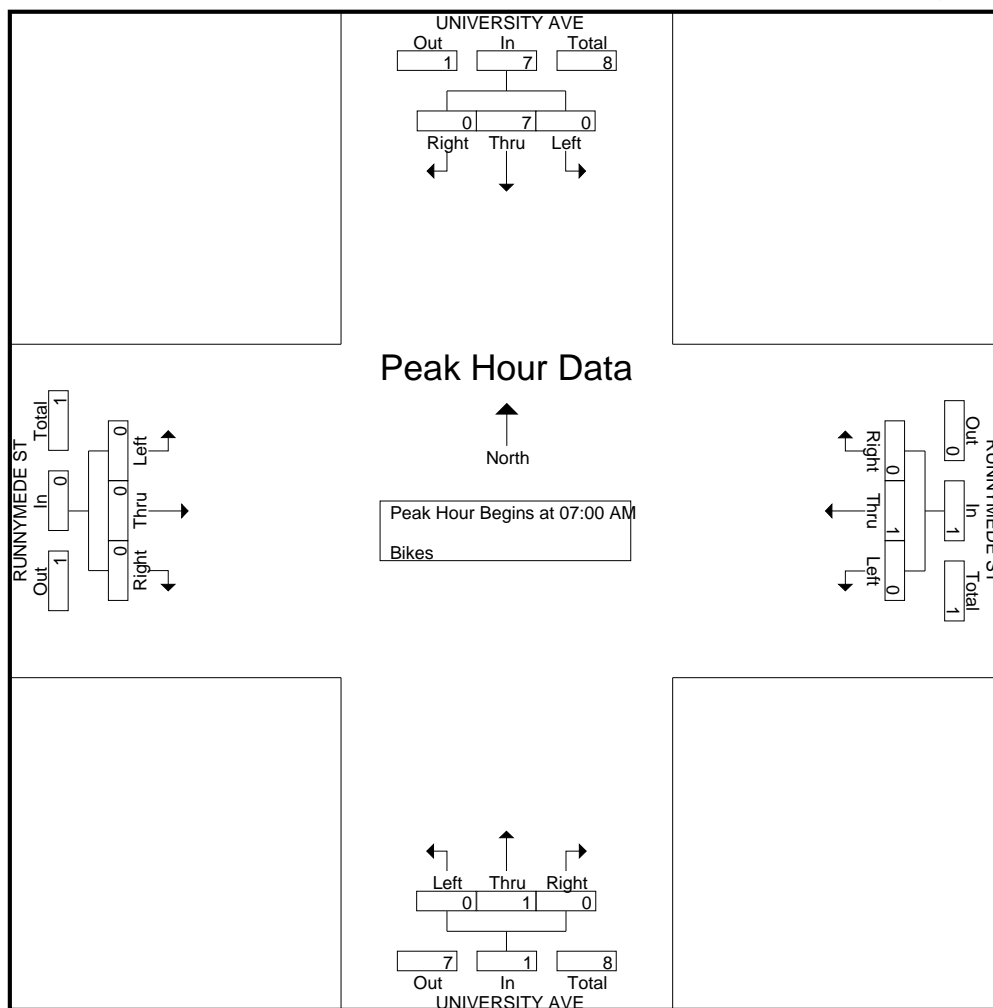 UNIVERSITY AVE
Out In Total
1 7 8
0 7 0
Right Thru Left
Peak Hour Data
North
Peak Hour Begins at 07:00 AM
Bikes
RUNNYMEDE ST
Out In Total
1 0 1
Right Thru Left
0 0 0
RUNNYMEDE ST
Out In Total
0 1 1
Right Thru Left
0 1 0
Left Thru Right
0 1 0
7 1 8
Out In Total
UNIVERSITY AVE